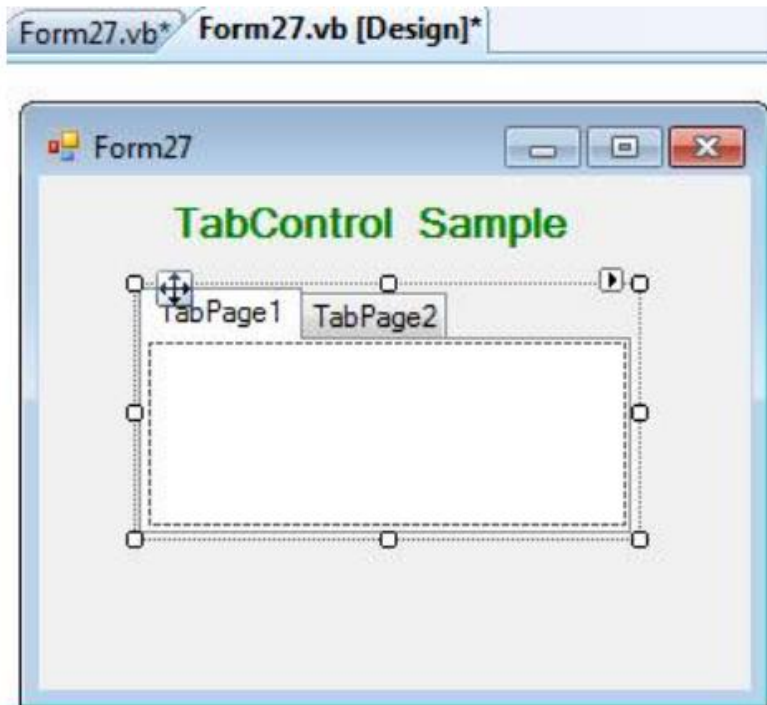 Form27.vb* Form27.vb [Design]*
Form27
TabControl Sample
TabPage1 TabPage2